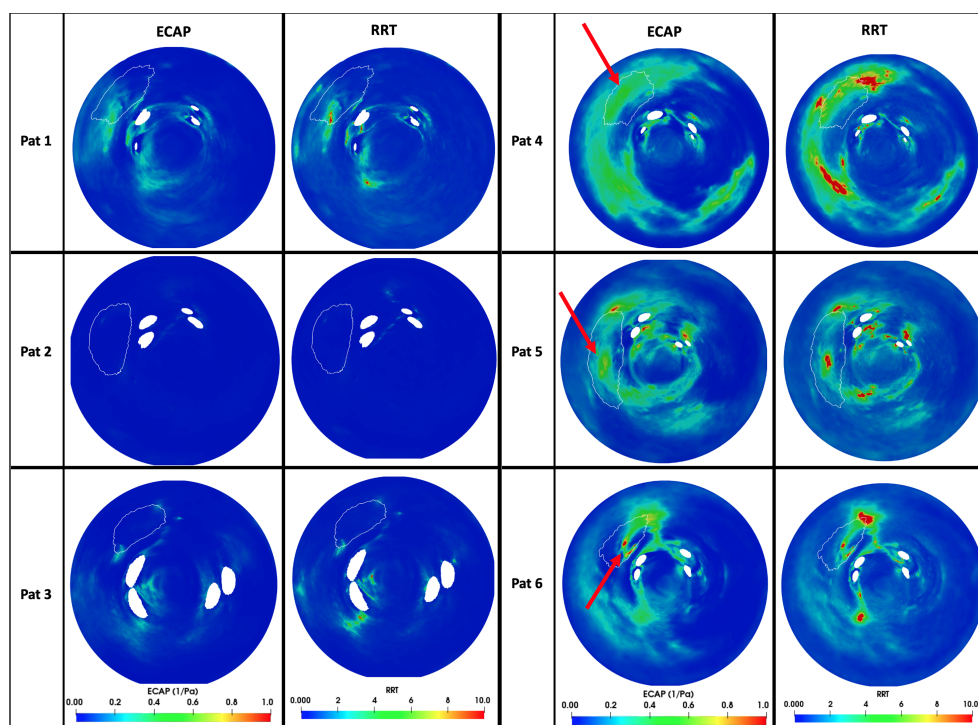 ECAP RRT ECAP RRT
Pat 1 Pat 4
Pat 2 Pat 5
Pat 3 Pat 6
ECAP (1/Pa) RRT ECAP (1/Pa) RRT
0.00 0.2 0.4 0.6 0.8 1.0 0.000 2 4 6 8 10.0 0.00 0.2 0.4 0.6 0.8 1.0 0.000 2 4 6 8